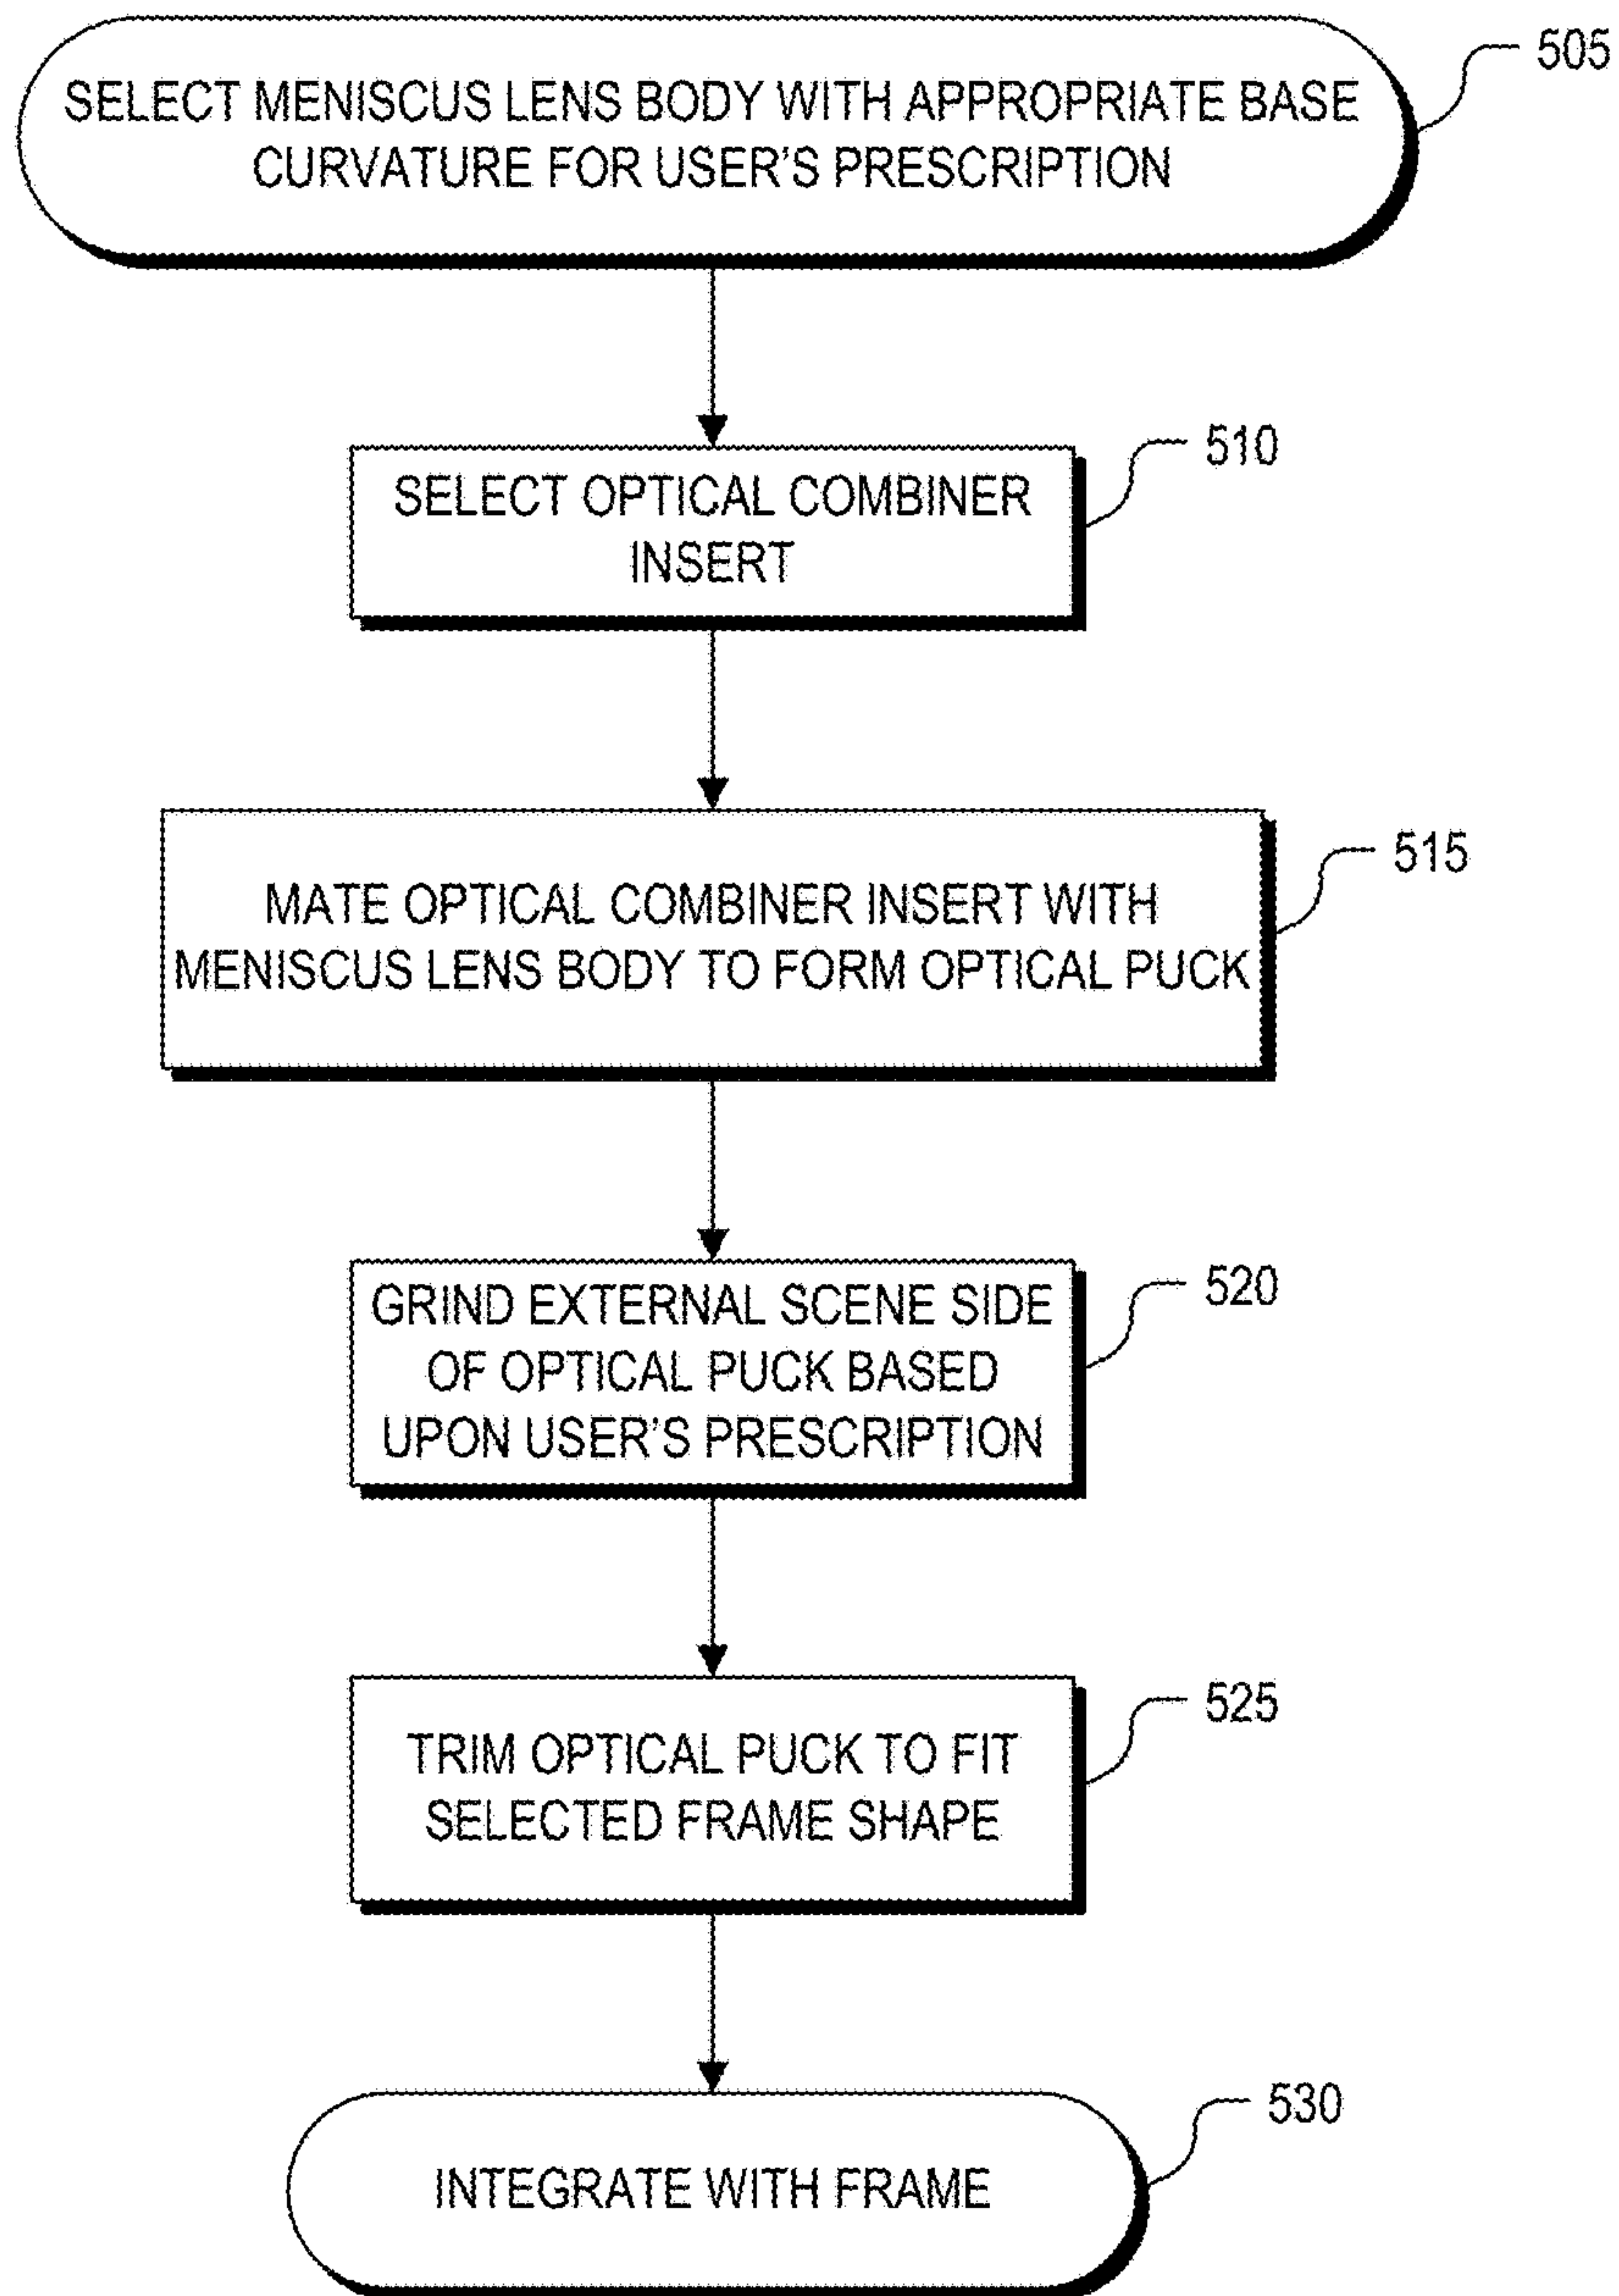 SELECT MENISCUS LENS BODY WITH APPROPRIATE BASE
CURVATURE FOR USER'S PRESCRIPTION
505
SELECT OPTICAL COMBINER
INSERT
510
MATE OPTICAL COMBINER INSERT WITH
MENISCUS LENS BODY TO FORM OPTICAL PUCK
515
GRIND EXTERNAL SCENE SIDE
OF OPTICAL PUCK BASED
UPON USER'S PRESCRIPTION
520
TRIM OPTICAL PUCK TO FIT
SELECTED FRAME SHAPE
525
INTEGRATE WITH FRAME
530